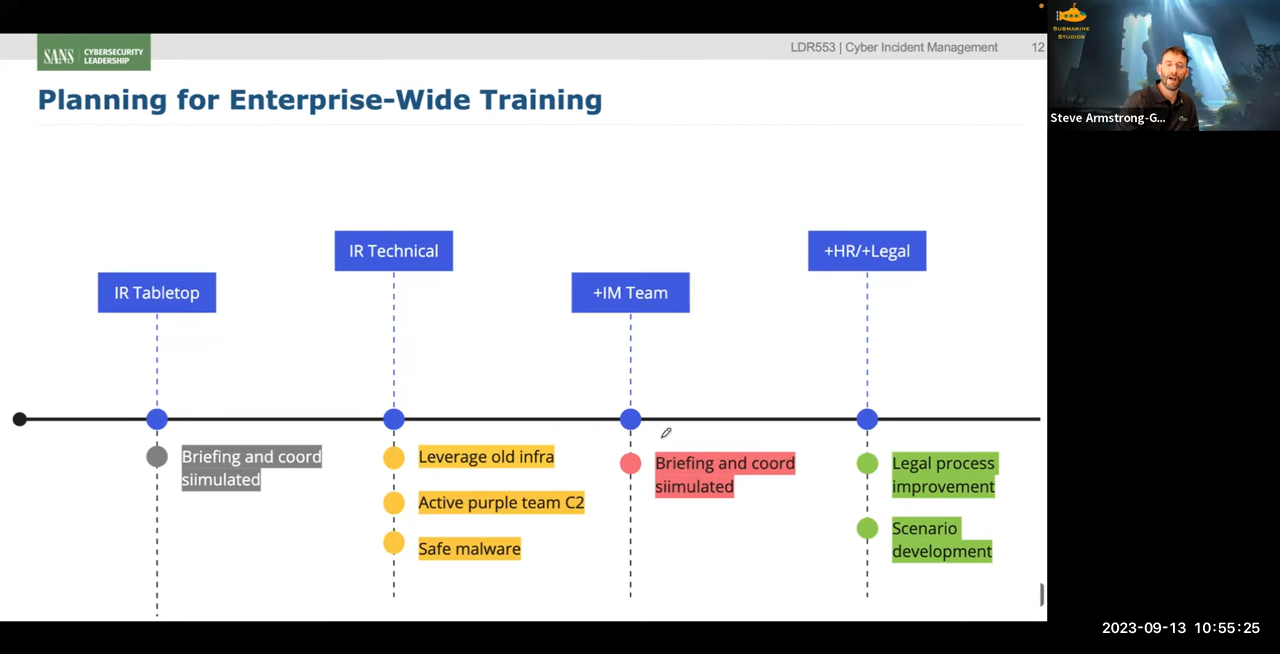 SANS
CYBERSECURITY
LEADERSHIP
LDR553 | Cyber Incident Management
12
Planning for Enterprise-Wide Training
SUBMARINE
STUDIOS
Steve Armstrong-G...
IR Technical
+HR/+Legal
IR Tabletop
+IM Team
Briefing and coord
siimulated
Leverage old infra
Active purple team C2
Safe malware
Briefing and coord
siimulated
Legal process
improvement
Scenario
development
2023-09-13 10:55:25